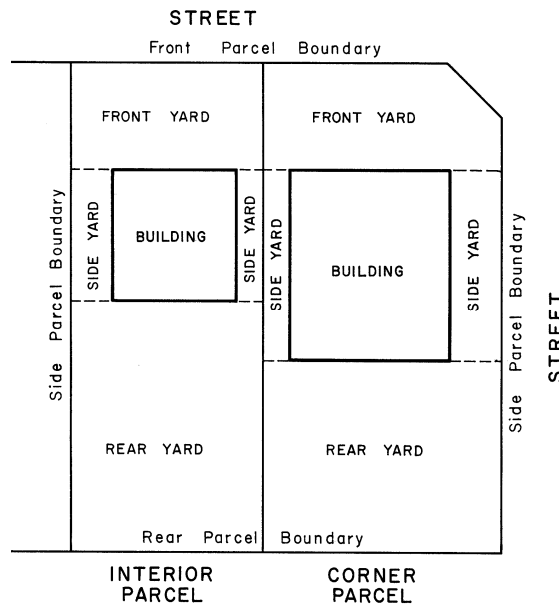 STREET
Front Parcel Boundary
FRONT YARD
FRONT YARD
Side Parcel Boundary
SIDE YARD
BUILDING
SIDE YARD
SIDE YARD
BUILDING
SIDE YARD
Side Parcel Boundary
STREET
REAR YARD
REAR YARD
Rear Parcel Boundary
INTERIOR
PARCEL
CORNER
PARCEL